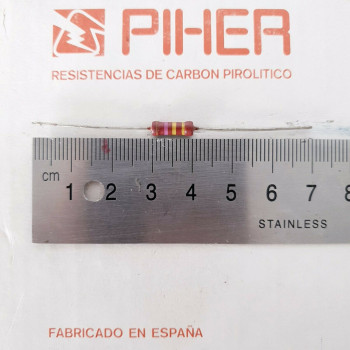 PIHER
RESISTENCIAS DE CARBON PIROLITICO
cm 1 2 3 4 5 6 7 8
STAINLESS
FABRICADO EN ESPAÑA